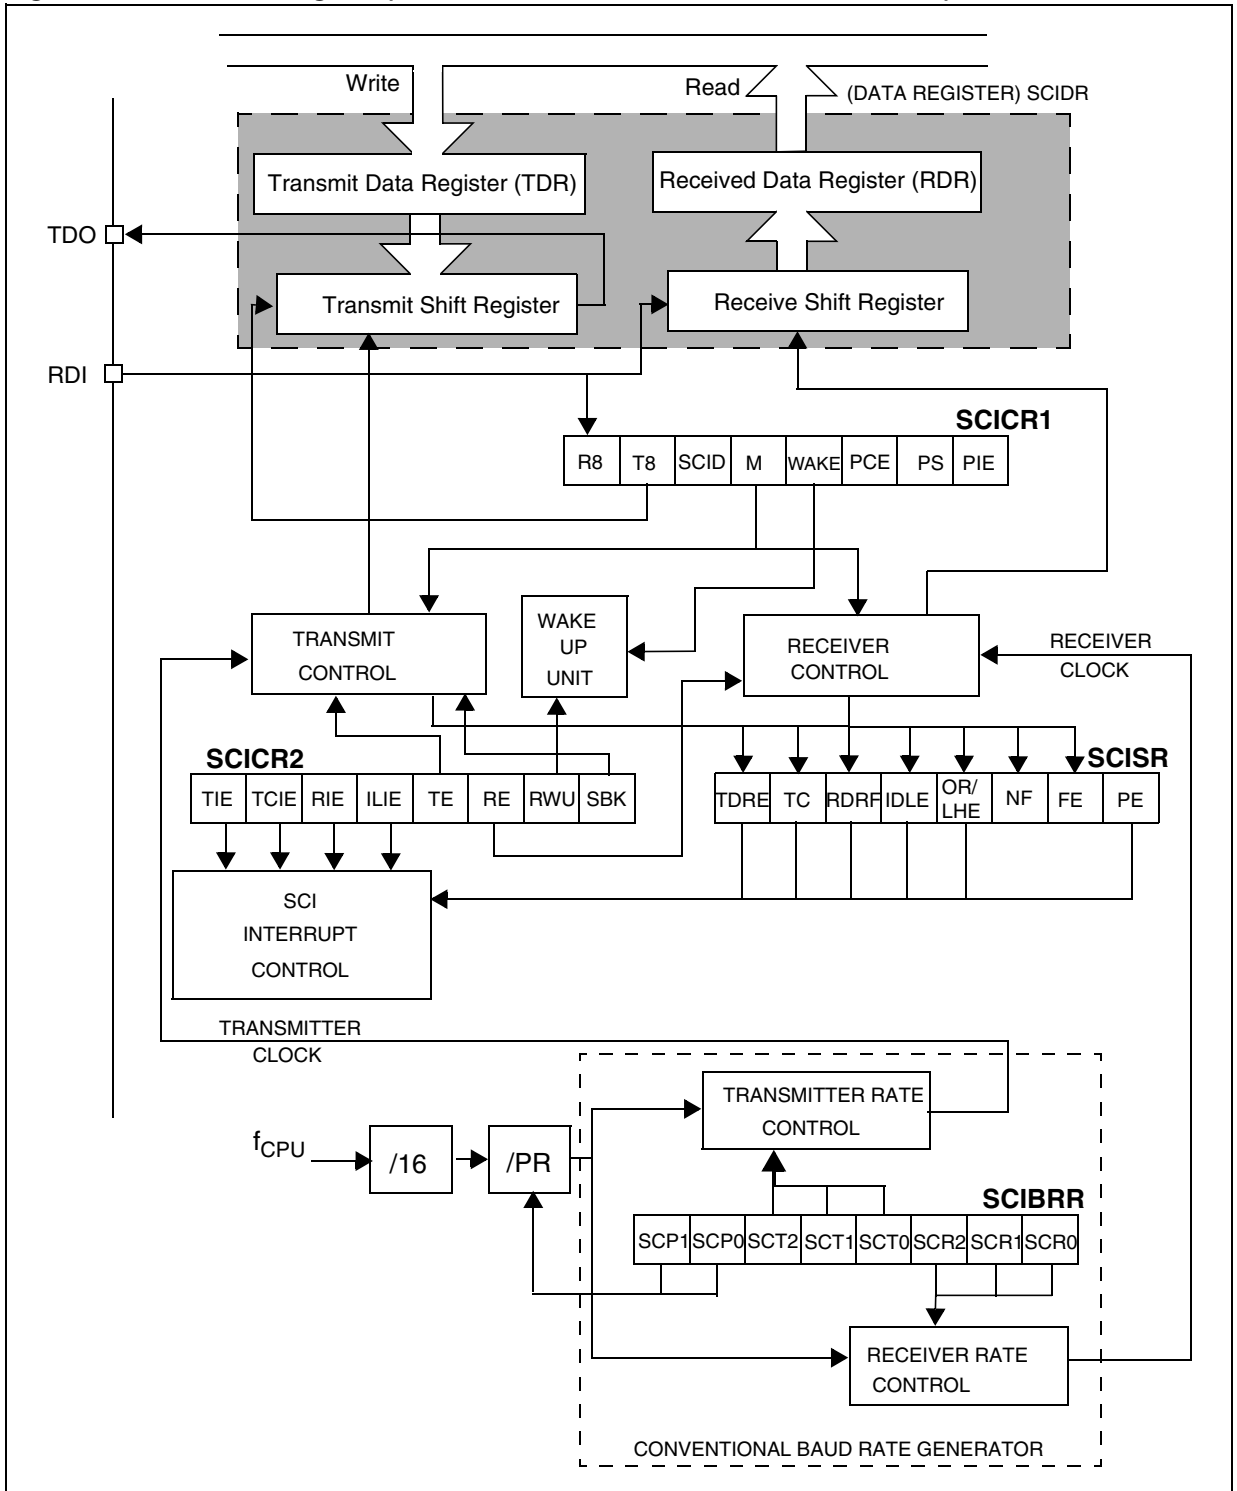 Write
Read
(DATA REGISTER) SCIDR
Transmit Data Register (TDR)
Received Data Register (RDR)
TDO
Transmit Shift Register
Receive Shift Register
RDI
SCICR1
R8 T8 SCID M WAKE PCE PS PIE
TRANSMIT
CONTROL
WAKE
UP
UNIT
RECEIVER
CONTROL
RECEIVER
CLOCK
SCICR2
TIE TCIE RIE ILIE TE RE RWU SBK
SCISR
TDRE TC RDRF IDLE OR/
LHE NF FE PE
SCI
INTERRUPT
CONTROL
TRANSMITTER
CLOCK
TRANSMITTER RATE
CONTROL
fCPU
/16
/PR
SCIBRR
SCP1 SCP0 SCT2 SCT1 SCT0 SCR2 SCR1 SCR0
RECEIVER RATE
CONTROL
CONVENTIONAL BAUD RATE GENERATOR